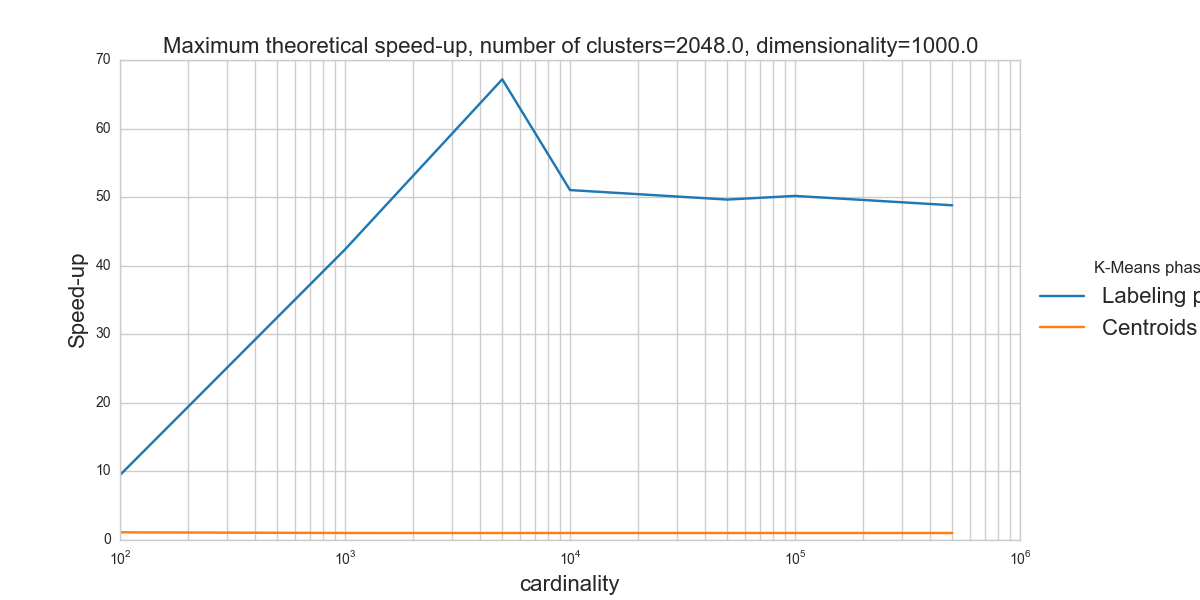 Maximum theoretical speed-up, number of clusters=2048.0, dimensionality=1000.0
70
60
50
40
30
20
10
0
Speed-up
10²
10³
10⁴
10⁵
10⁶
cardinality
K-Means phas
Labeling p
Centroids